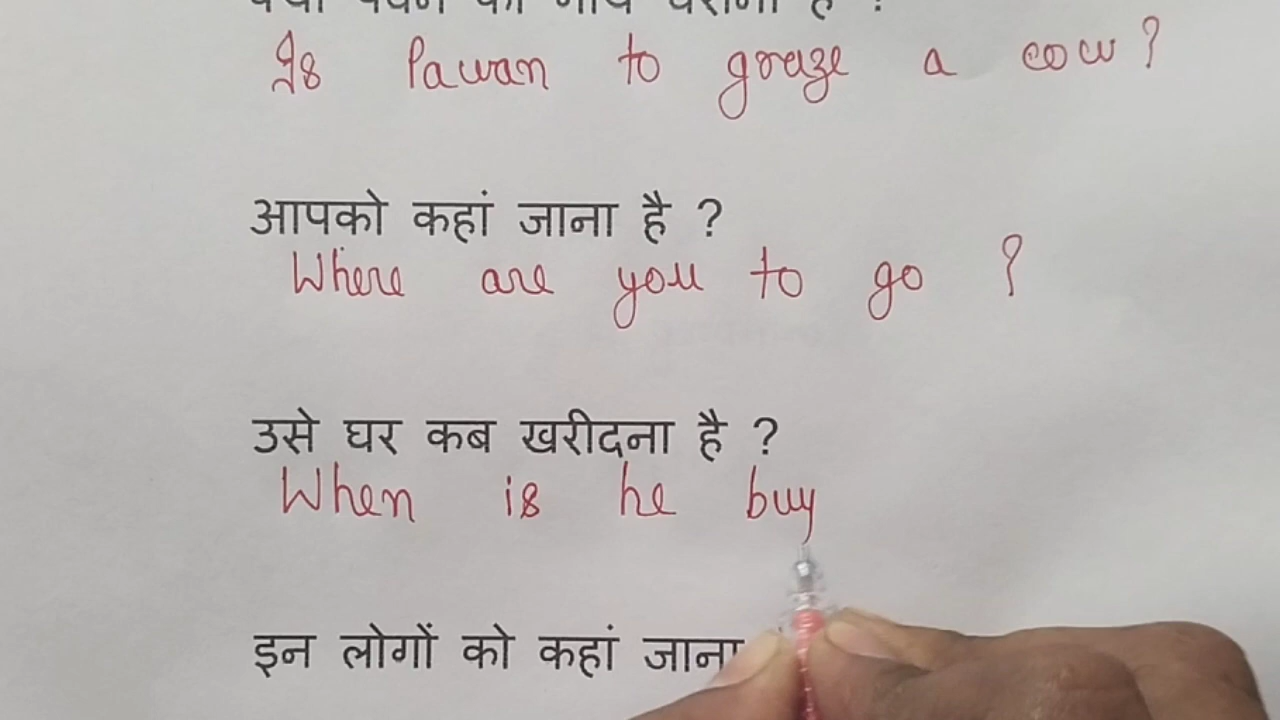 Is Pawan to graze a cow?
आपको कहां जाना है ?
Where are you to go ?
उसे घर कब खरीदना है ?
When is he buy
इन लोगों को कहां जाना